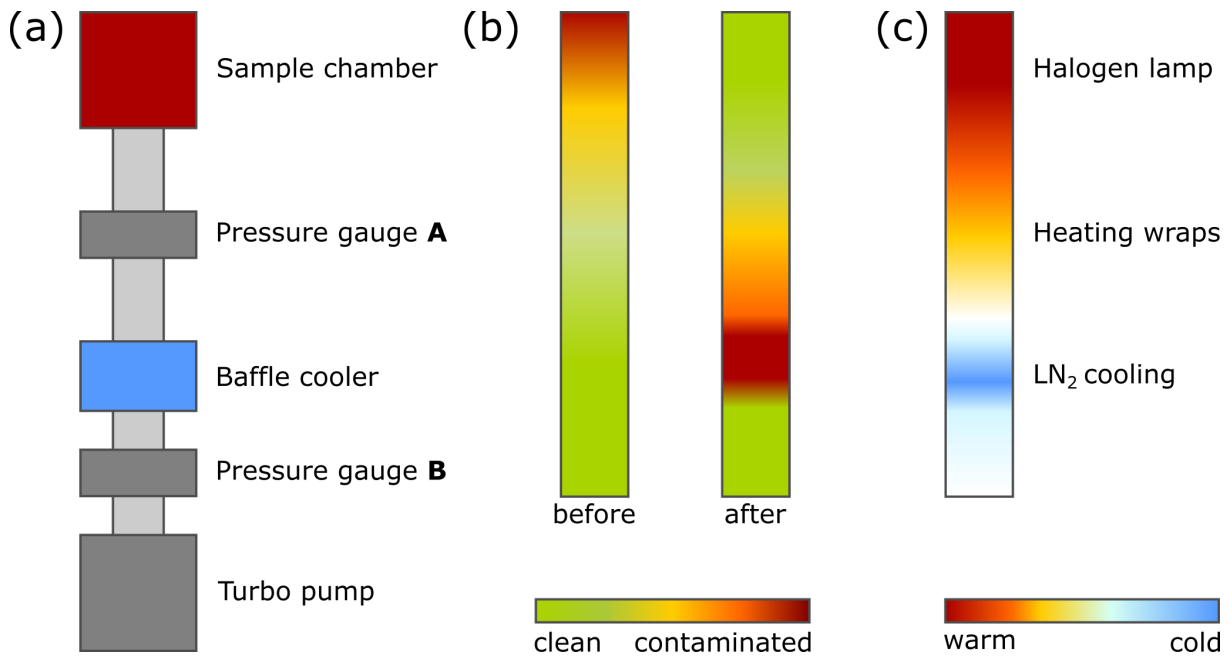 (a)
Sample chamber
Pressure gauge A
Baffle cooler
Pressure gauge B
Turbo pump
(b)
before
after
clean
contaminated
(c)
Halogen lamp
Heating wraps
LN₂ cooling
warm
cold